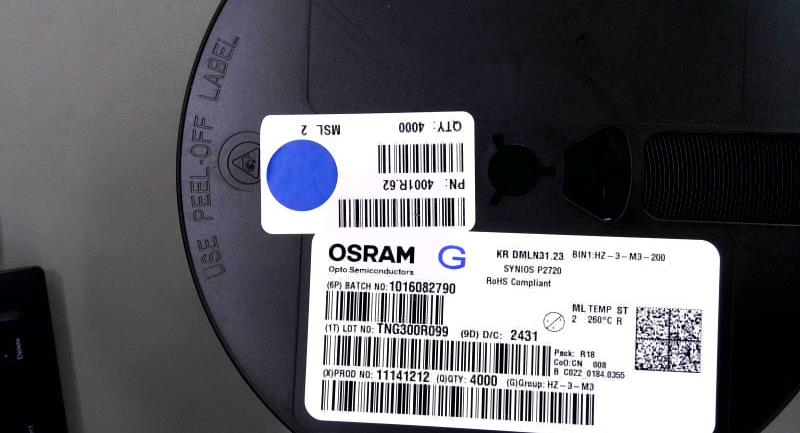 USE PEEL-OFF LABEL
QTY: 4000 MSL 2
PN: 4001R.62
OSRAM G KR DMLN31.23 BIN1:HZ-3-M3-200
Opto Semiconductors SYNIOS P2720
RoHS Compliant
(6P) BATCH NO:1016082790
ML TEMP ST
2 260°C R
(1T) LOT NO: TNG300R099 (9D) D/C: 2431
Pack: R18
CoO:CN 008
B C022 0184.0355
(X)PROD NO: 11141212 (Q)QTY: 4000 (G)Group: HZ-3-M3
Delete